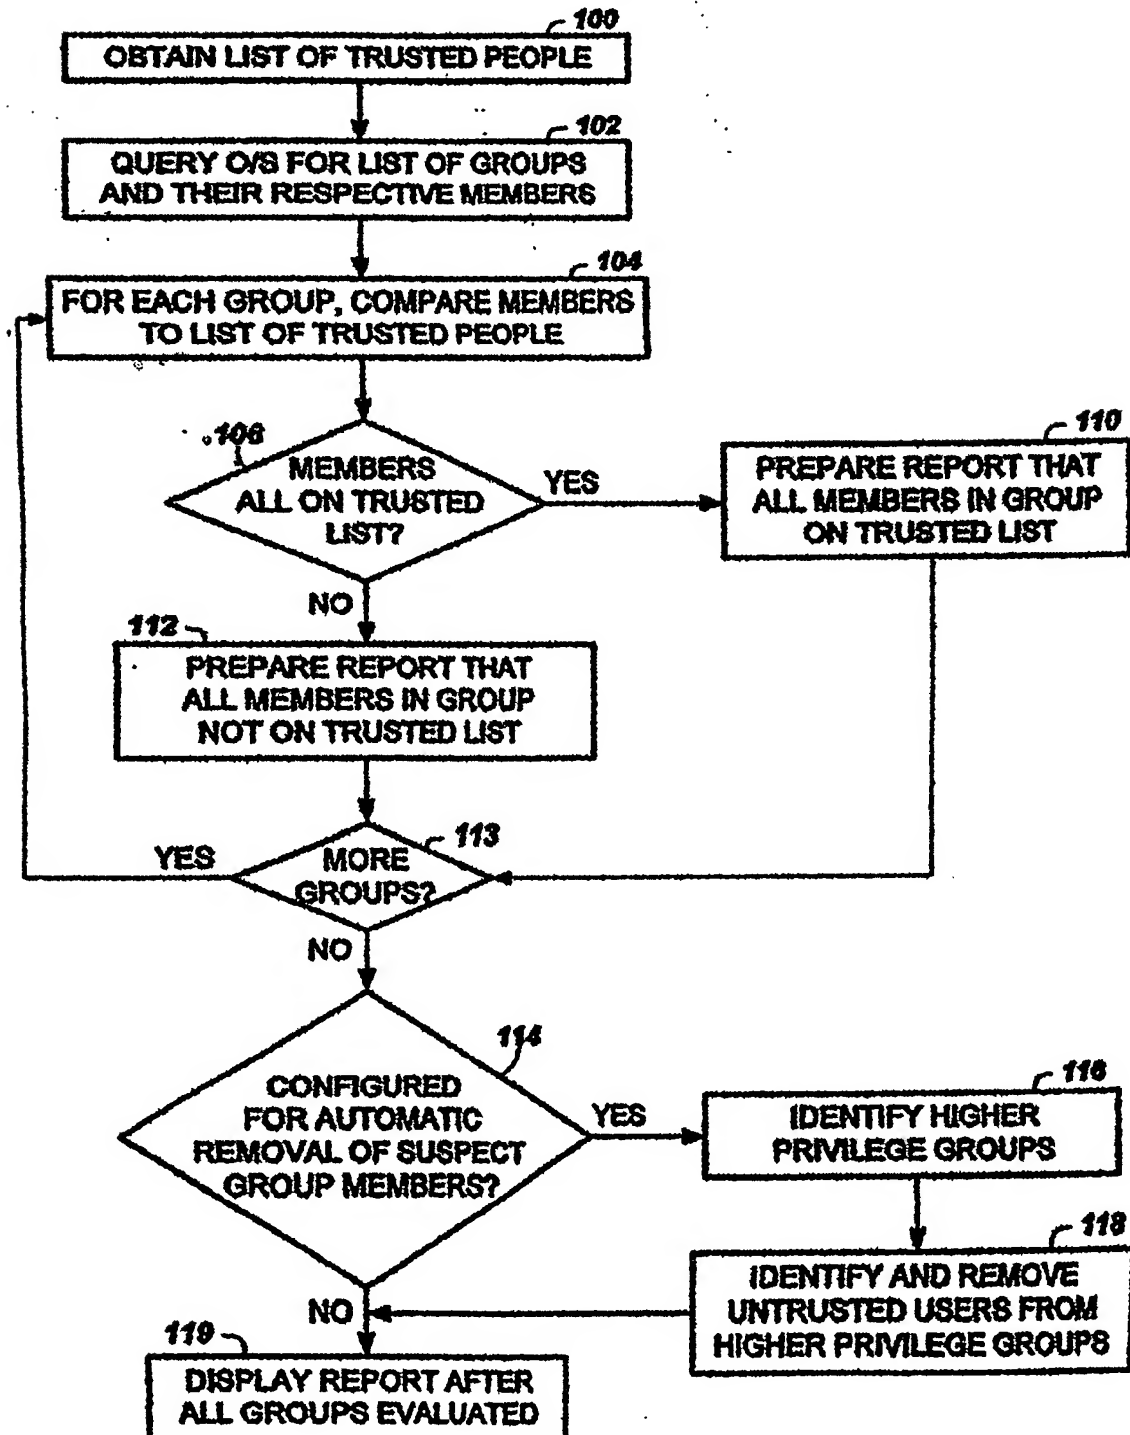 100
OBTAIN LIST OF TRUSTED PEOPLE
102
QUERY O/S FOR LIST OF GROUPS
AND THEIR RESPECTIVE MEMBERS
104
FOR EACH GROUP, COMPARE MEMBERS
TO LIST OF TRUSTED PEOPLE
106
MEMBERS
ALL ON TRUSTED
LIST?
YES
110
PREPARE REPORT THAT
ALL MEMBERS IN GROUP
ON TRUSTED LIST
NO
112
PREPARE REPORT THAT
ALL MEMBERS IN GROUP
NOT ON TRUSTED LIST
113
YES
MORE
GROUPS?
NO
114
CONFIGURED
FOR AUTOMATIC
REMOVAL OF SUSPECT
GROUP MEMBERS?
YES
116
IDENTIFY HIGHER
PRIVILEGE GROUPS
118
IDENTIFY AND REMOVE
UNTRUSTED USERS FROM
HIGHER PRIVILEGE GROUPS
NO
119
DISPLAY REPORT AFTER
ALL GROUPS EVALUATED